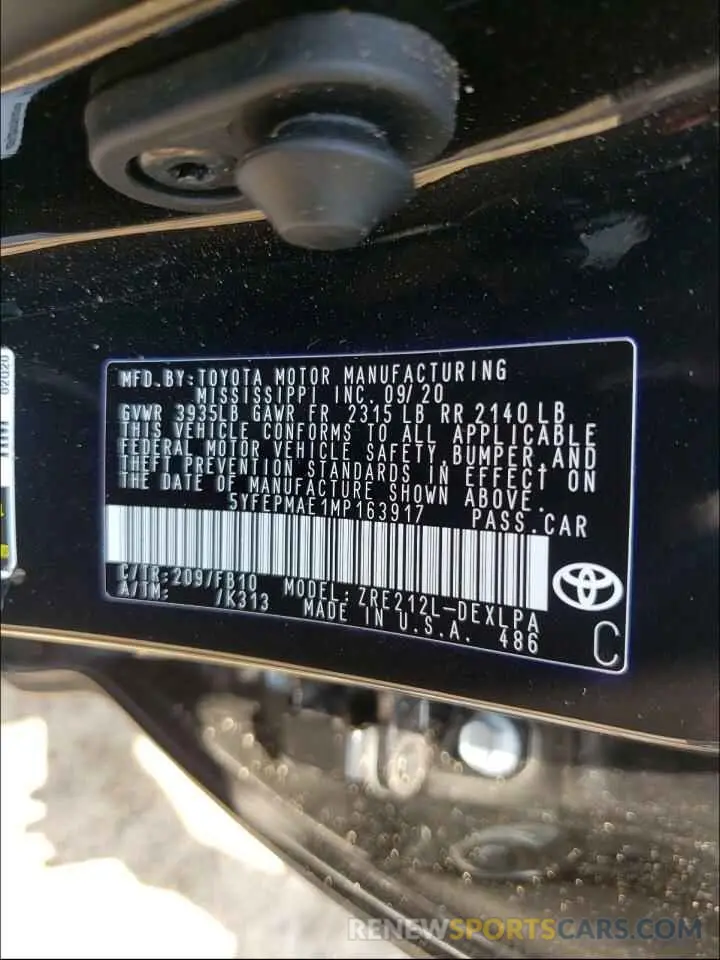 02020
MFD.BY:TOYOTA MOTOR MANUFACTURING
MISSISSIPPI INC. 09/20
GVWR 3935LB GAWR FR 2315 LB RR 2140 LB
THIS VEHICLE CONFORMS TO ALL APPLICABLE
FEDERAL MOTOR VEHICLE SAFETY,BUMPER,AND
THEFT PREVENTION STANDARDS IN EFFECT ON
THE DATE OF MANUFACTURE SHOWN ABOVE.
5YFEPMAE1MP163917 PASS.CAR
C/TR:209/FB10 MODEL:ZRE212L-DEXLPA
A/TM: /K313 MADE IN U.S.A. 486
C
RENEWSPORTSCARS.COM